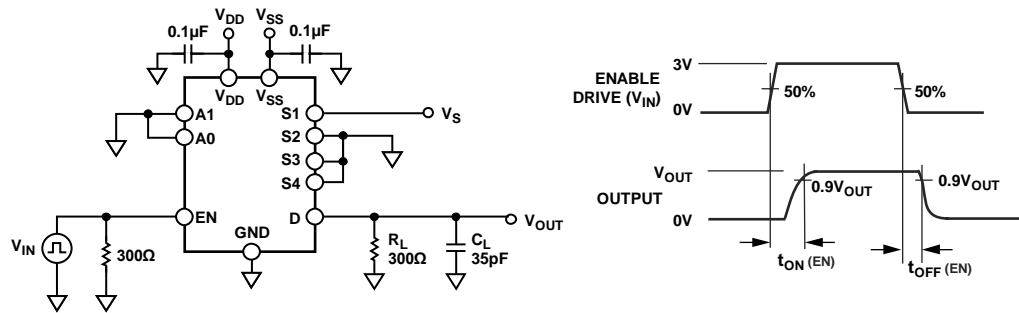 VDD VSS
0.1µF 0.1µF
VDD VSS
A1 S1 VS
A0 S2
S3
S4
EN D VOUT
GND
VIN 300Ω RL 300Ω CL 35pF
3V
ENABLE DRIVE (VIN) 50% 50%
0V
VOUT
OUTPUT 0.9VOUT 0.9VOUT
0V
tON (EN) tOFF (EN)